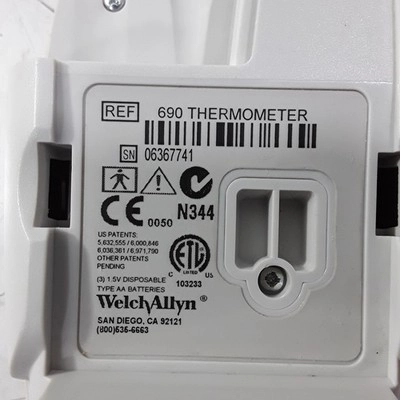 REF 690 THERMOMETER
SN 06367741
CE 0050 N344
US PATENTS:
5,632,555 / 6,000,846
6,036,361 / 6,971,790
OTHER PATENTS
PENDING
ETL
C LISTED US
103233
(3) 1.5V DISPOSABLE
TYPE AA BATTERIES
WelchAllyn®
SAN DIEGO, CA 92121
(800)535-6663